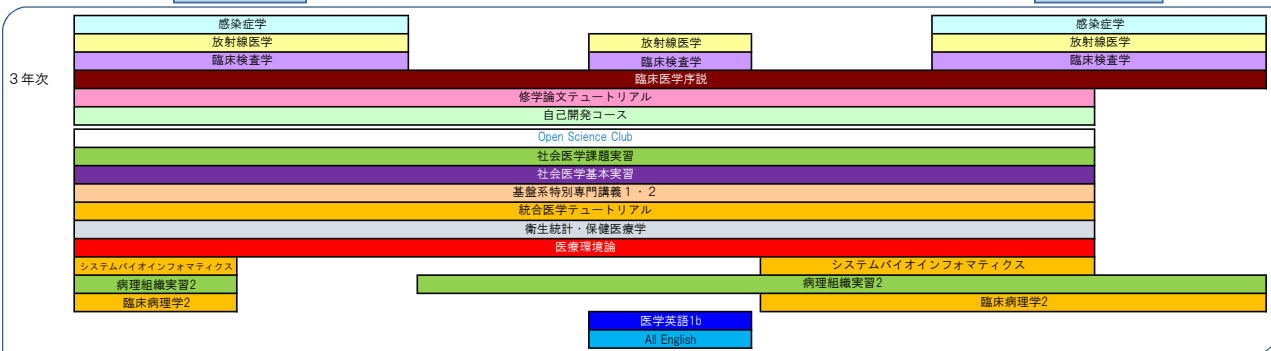 感染症学 感染症学
放射線医学 放射線医学 放射線医学
臨床検査学 臨床検査学 臨床検査学
3年次 臨床医学序説
修学論文テュートリアル
自己開発コース
Open Science Club
社会医学課題実習
社会医学基本実習
基盤系特別専門講義1・2
統合医学テュートリアル
衛生統計・保健医療学
医療環境論
システムバイオインフォマティクス システムバイオインフォマティクス
病理組織実習2 病理組織実習2
臨床病理学2 臨床病理学2
医学英語1b
All English